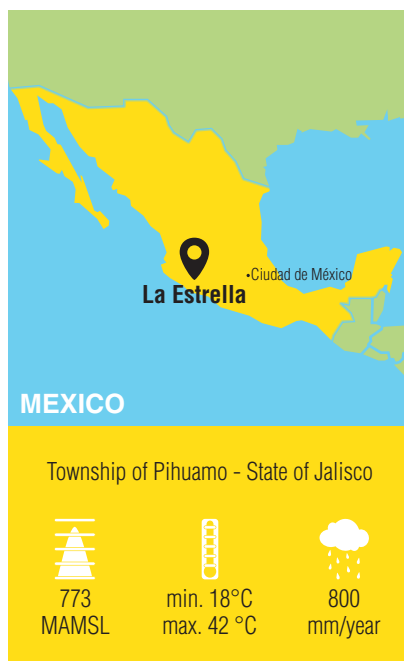 •Ciudad de México
La Estrella
MEXICO
Township of Pihuamo - State of Jalisco
773
MAMSL
min. 18°C
max. 42 °C
800
mm/year